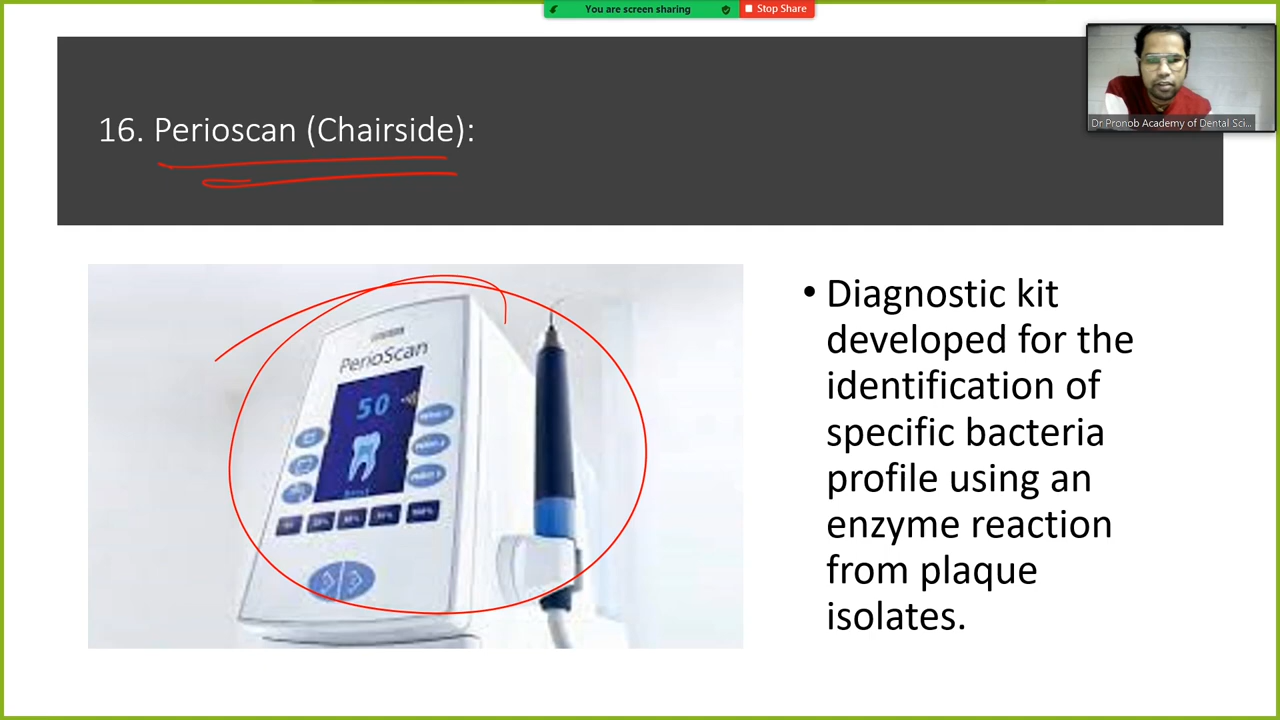 You are screen sharing
Stop Share
16. Perioscan (Chairside):
Dr Pronob Academy of Dental Sci...
PerioScan
50
• Diagnostic kit
developed for the
identification of
specific bacteria
profile using an
enzyme reaction
from plaque
isolates.